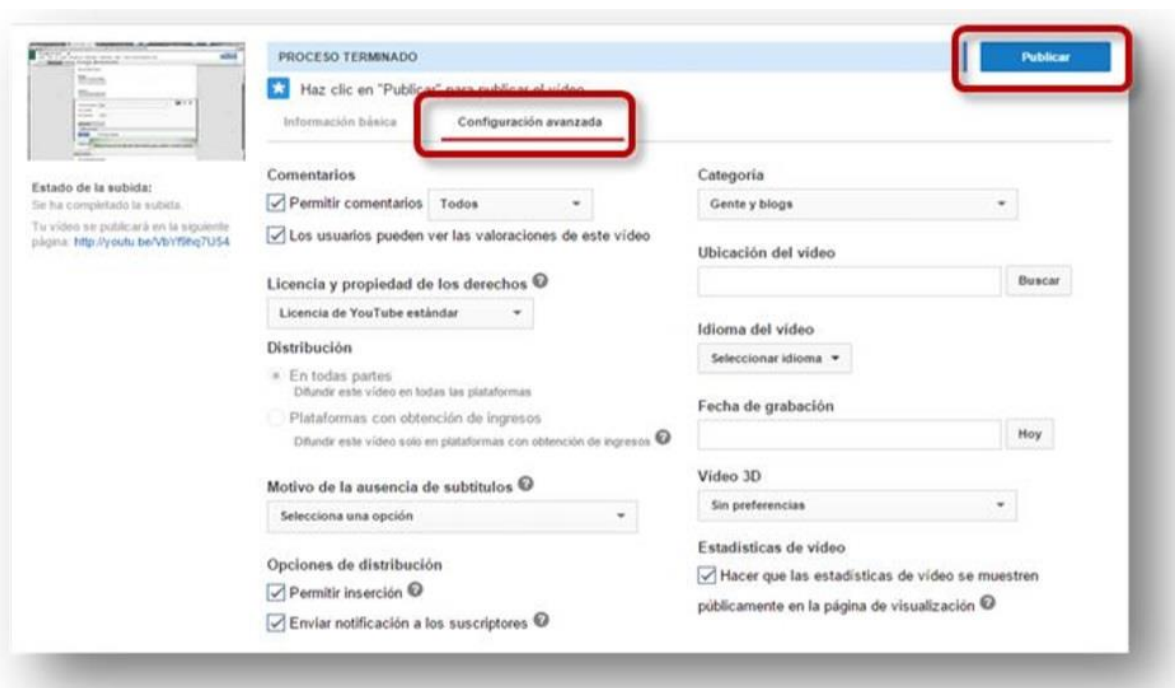 PROCESO TERMINADO
Publicar
Haz clic en "Publicar" para publicar el vídeo
Información básica
Configuración avanzada
Estado de la subida:
Se ha completado la subida.
Tu vídeo se publicará en la siguiente
página: http://youtu.be/VbYf9hq7U54
Comentarios
Permitir comentarios Todos
Los usuarios pueden ver las valoraciones de este vídeo
Licencia y propiedad de los derechos ?
Licencia de YouTube estándar
Distribución
En todas partes
Difundir este vídeo en todas las plataformas
Plataformas con obtención de ingresos
Difundir este vídeo solo en plataformas con obtención de ingresos ?
Motivo de la ausencia de subtítulos ?
Selecciona una opción
Opciones de distribución
Permitir inserción ?
Enviar notificación a los suscriptores ?
Categoría
Gente y blogs
Ubicación del vídeo
Buscar
Idioma del vídeo
Seleccionar idioma
Fecha de grabación
Hoy
Vídeo 3D
Sin preferencias
Estadísticas de vídeo
Hacer que las estadísticas de vídeo se muestren
públicamente en la página de visualización ?